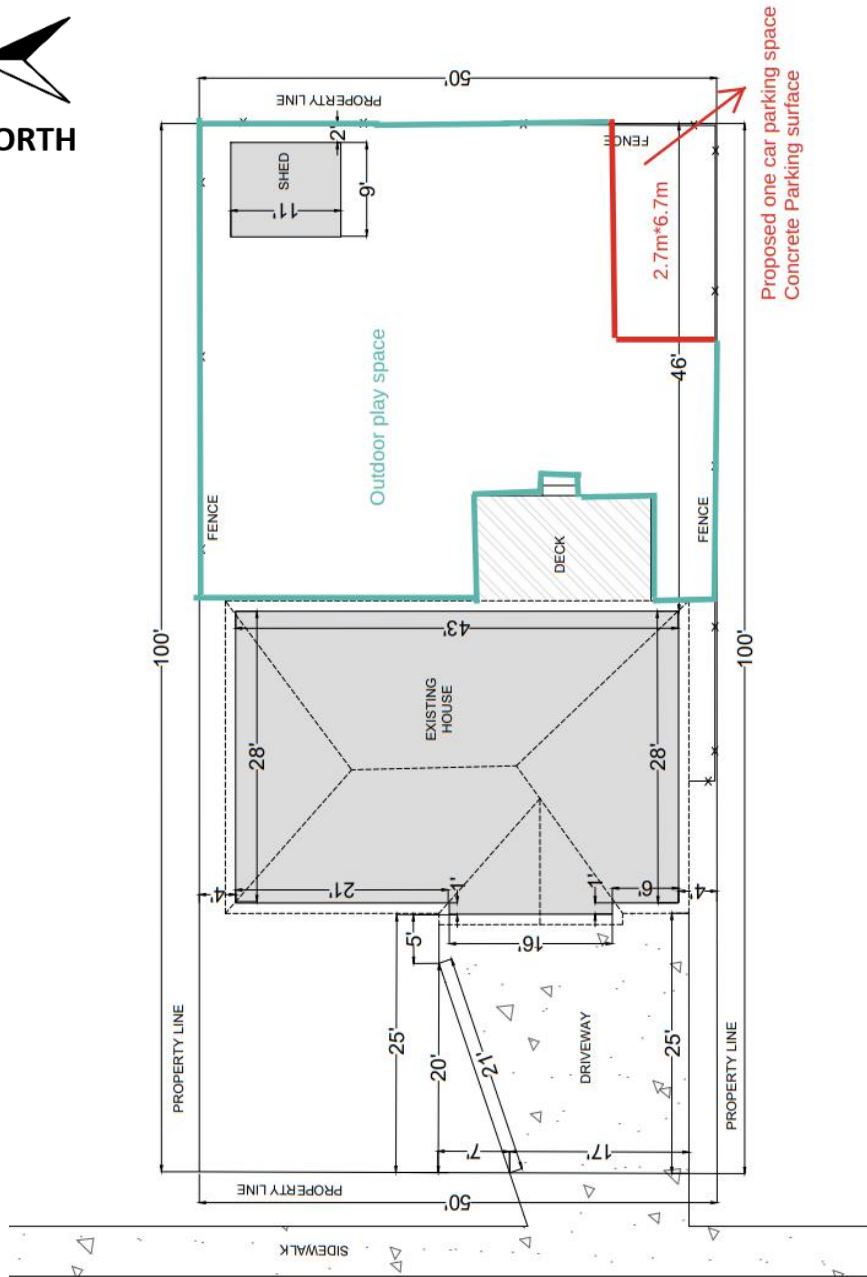 ORTH
50'
PROPERTY LINE
2'
FENCE
SHED
11'
9'
2.7m*6.7m
Proposed one car parking space
Concrete Parking surface
46'
Outdoor play space
FENCE
DECK
FENCE
100'
100'
43'
EXISTING
HOUSE
28'
28'
4'
21'
1'
1'
6'
4'
16'
5'
25'
20'
21'
DRIVEWAY
25'
PROPERTY LINE
PROPERTY LINE
7'
17'
PROPERTY LINE
50'
SIDEWALK